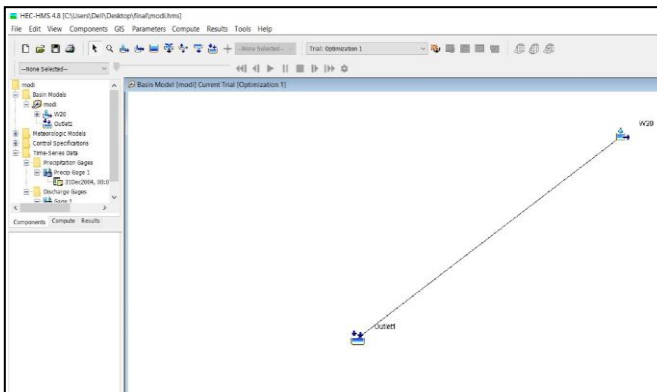 HEC-HMS 4.8 [C:\Users\Dell\Desktop\final\modi.hms]
File Edit View Components GIS Parameters Compute Results Tools Help
--None Selected-- Trial: Optimization 1
--None Selected--
modi
Basin Models
modi
W20
Outlet1
Meteorologic Models
Control Specifications
Time-Series Data
Precipitation Gages
Precip Gage 1
31Dec2004, 00:0
Discharge Gages
Gage 1
Components Compute Results
Basin Model [modi] Current Trial [Optimization 1]
W20
Outlet1